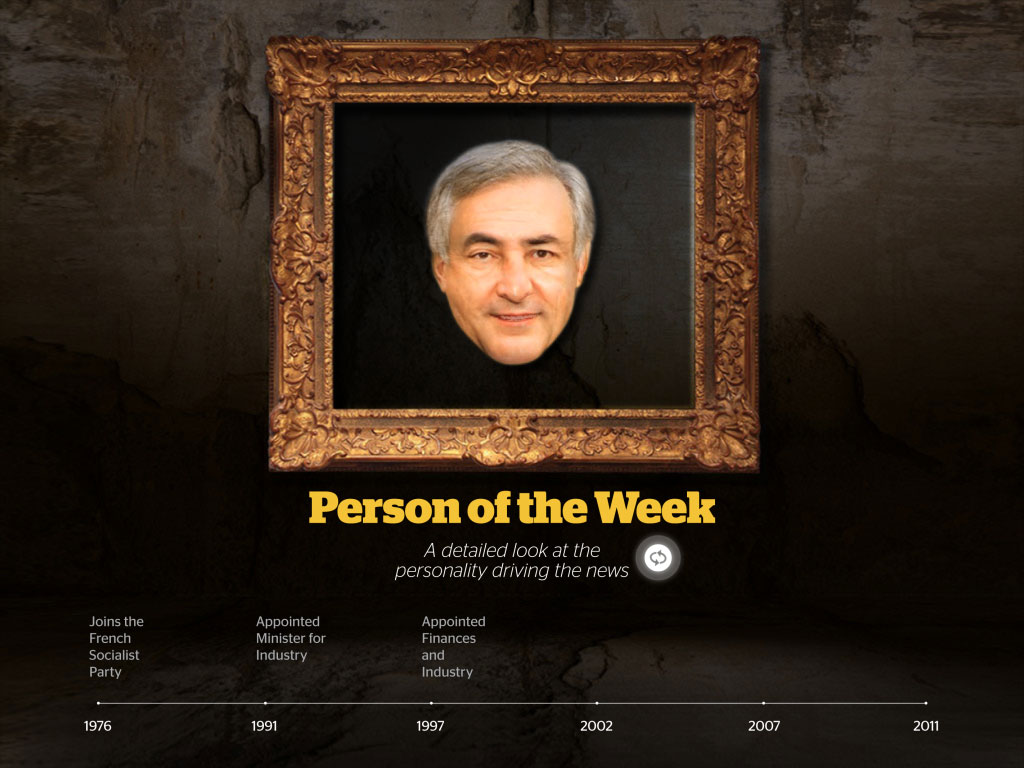 Person of the Week
A detailed look at the
personality driving the news
Joins the
French
Socialist
Party
Appointed
Minister for
Industry
Appointed
Finances
and
Industry
1976
1991
1997
2002
2007
2011